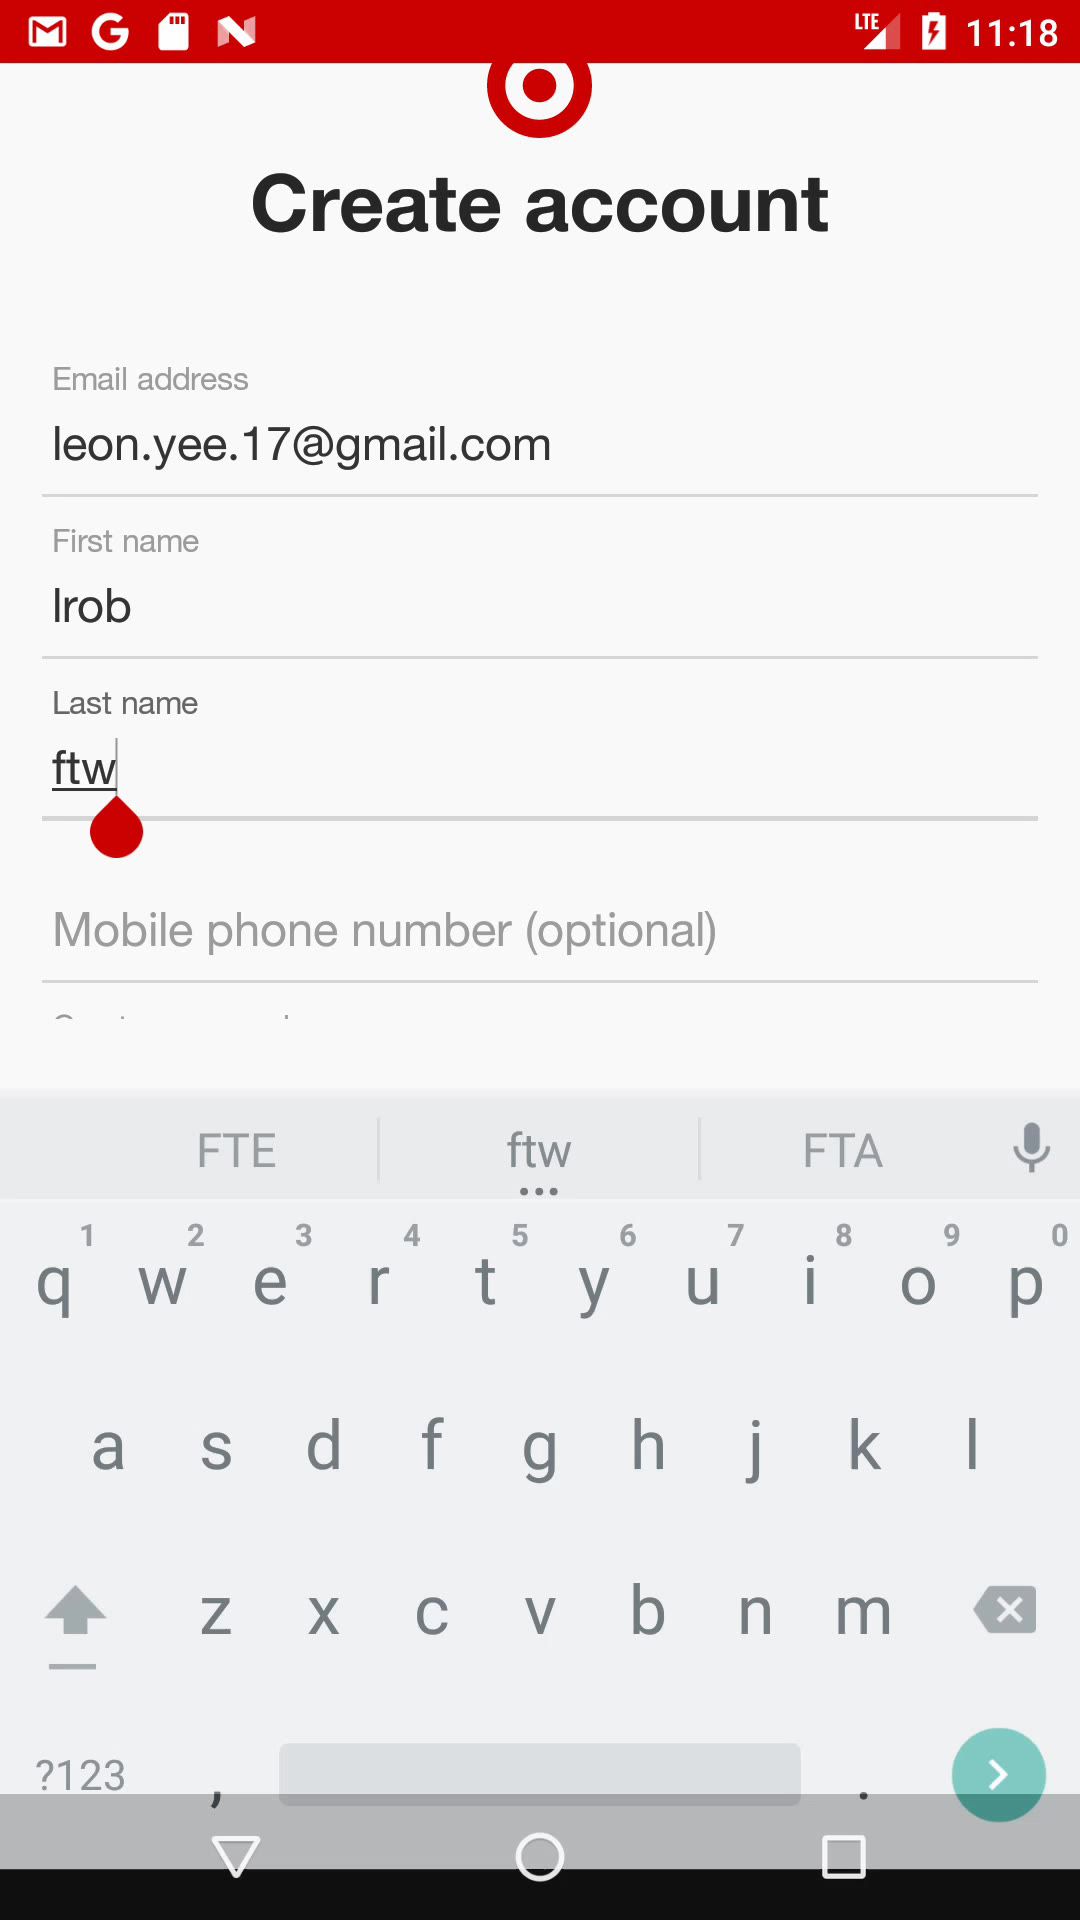 LTE 11:18
Create account
Email address
leon.yee.17@gmail.com
First name
lrob
Last name
ftw
Mobile phone number (optional)
FTE ftw FTA
1 2 3 4 5 6 7 8 9 0
q w e r t y u i o p
a s d f g h j k l
z x c v b n m
?123 , .